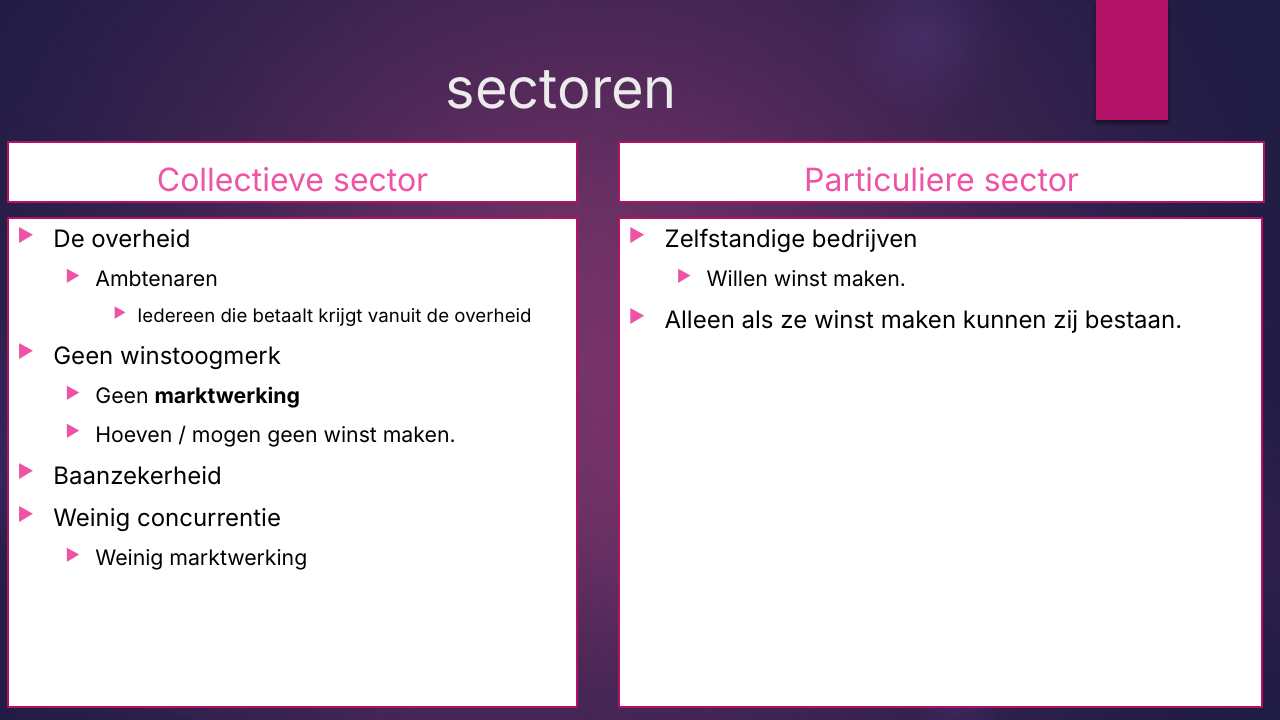 sectoren
Collectieve sector
De overheid
Ambtenaren
Iedereen die betaalt krijgt vanuit de overheid
Geen winstoogmerk
Geen marktwerking
Hoeven / mogen geen winst maken.
Baanzekerheid
Weinig concurrentie
Weinig marktwerking
Particuliere sector
Zelfstandige bedrijven
Willen winst maken.
Alleen als ze winst maken kunnen zij bestaan.